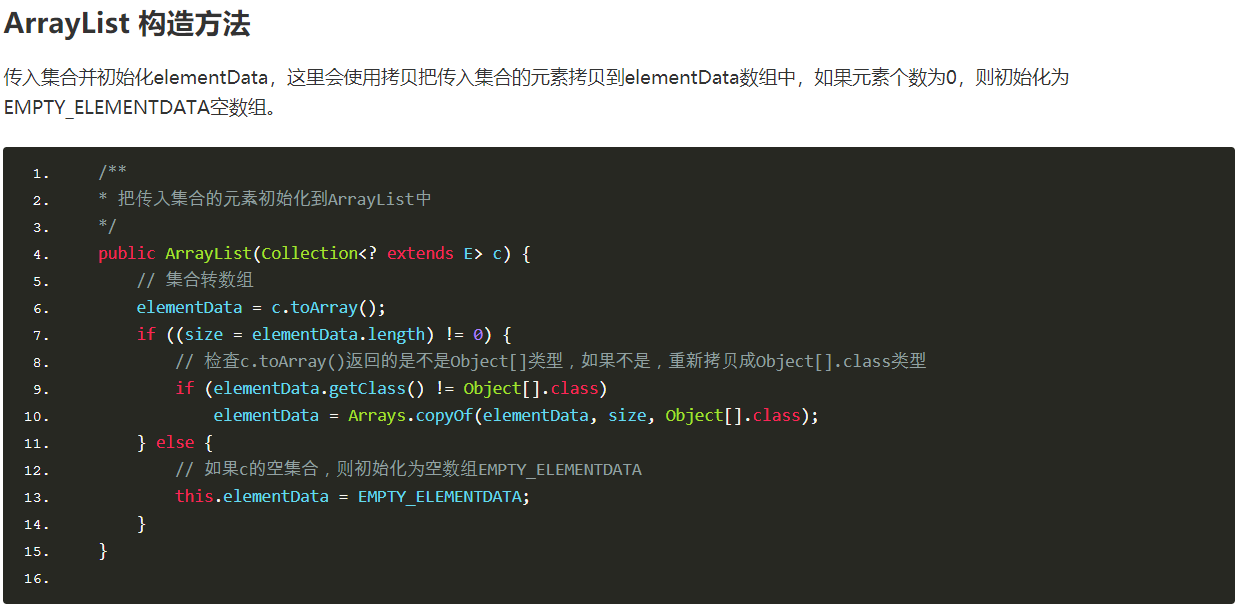 ArrayList 构造方法
传入集合并初始化elementData，这里会使用拷贝把传入集合的元素拷贝到elementData数组中，如果元素个数为0，则初始化为
EMPTY_ELEMENTDATA空数组。
1. /**
2. * 把传入集合的元素初始化到ArrayList中
3. */
4. public ArrayList(Collection<? extends E> c) {
5. // 集合转数组
6. elementData = c.toArray();
7. if ((size = elementData.length) != 0) {
8. // 检查c.toArray()返回的是不是Object[]类型，如果不是，重新拷贝成Object[].class类型
9. if (elementData.getClass() != Object[].class)
10. elementData = Arrays.copyOf(elementData, size, Object[].class);
11. } else {
12. // 如果c的空集合，则初始化为空数组EMPTY_ELEMENTDATA
13. this.elementData = EMPTY_ELEMENTDATA;
14. }
15. }
16.